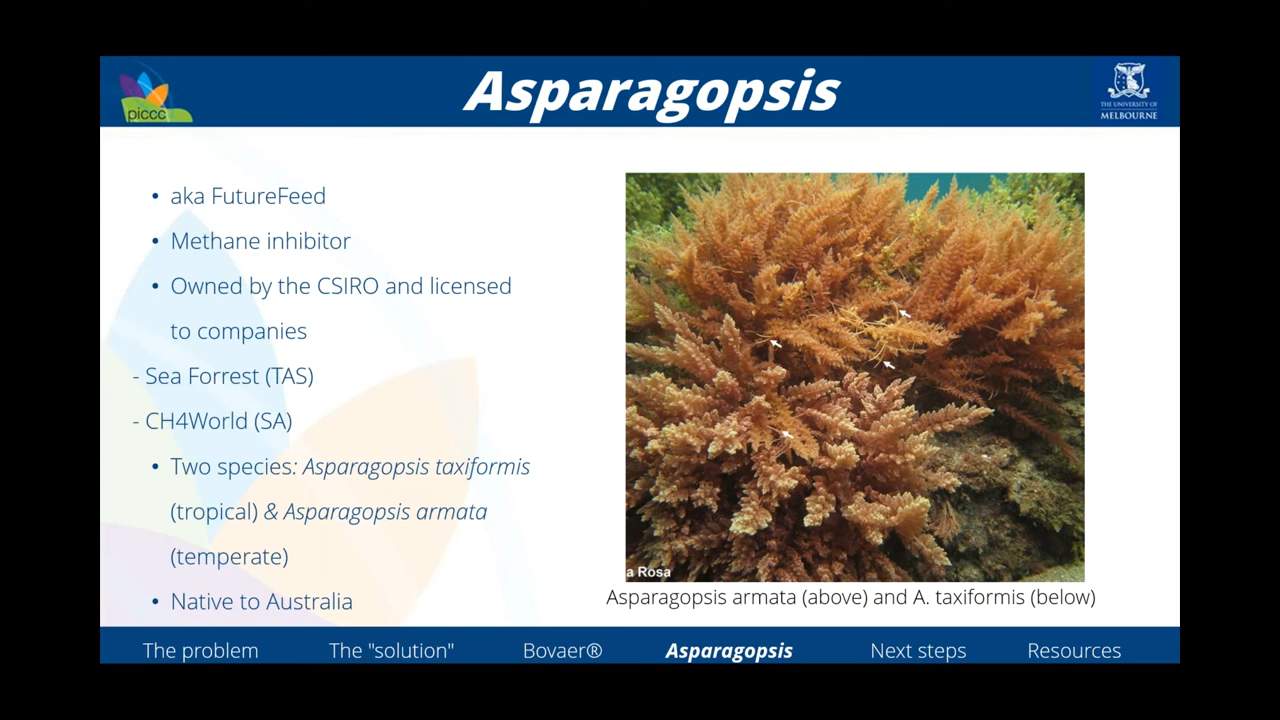 Asparagopsis
piccc
THE UNIVERSITY OF
MELBOURNE
• aka FutureFeed
• Methane inhibitor
• Owned by the CSIRO and licensed
to companies
- Sea Forrest (TAS)
- CH4World (SA)
• Two species: Asparagopsis taxiformis
(tropical) & Asparagopsis armata
(temperate)
• Native to Australia
a Rosa
Asparagopsis armata (above) and A. taxiformis (below)
The problem The "solution" Bovaer® Asparagopsis Next steps Resources